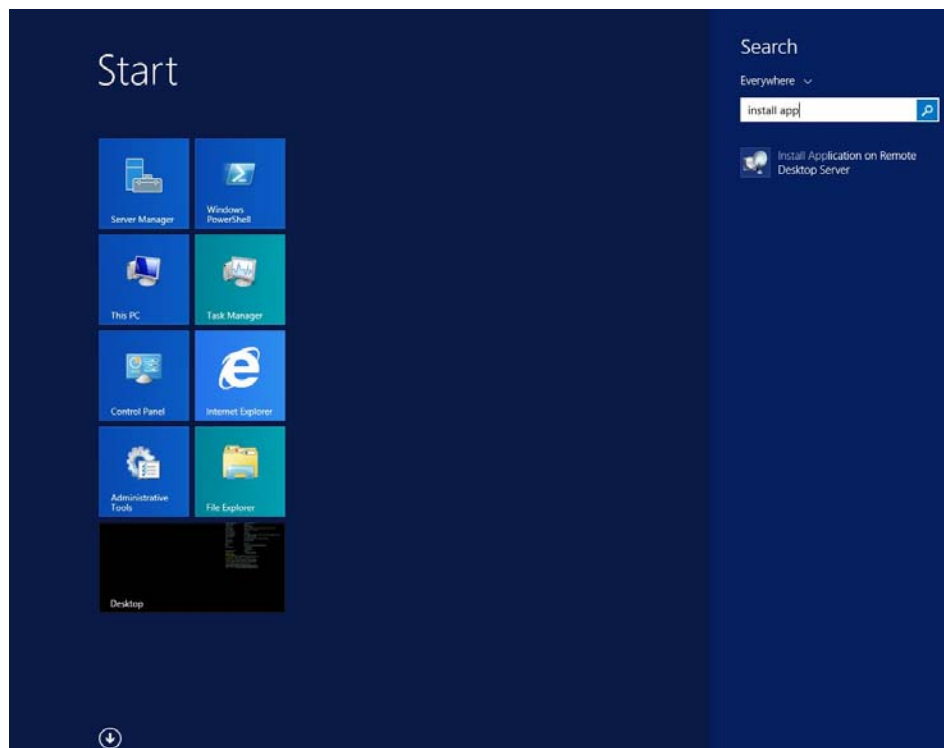 Start
Server Manager
Windows
PowerShell
This PC
Task Manager
Control Panel
Internet Explorer
Administrative
Tools
File Explorer
Desktop
Search
Everywhere
install app
Install Application on Remote
Desktop Server